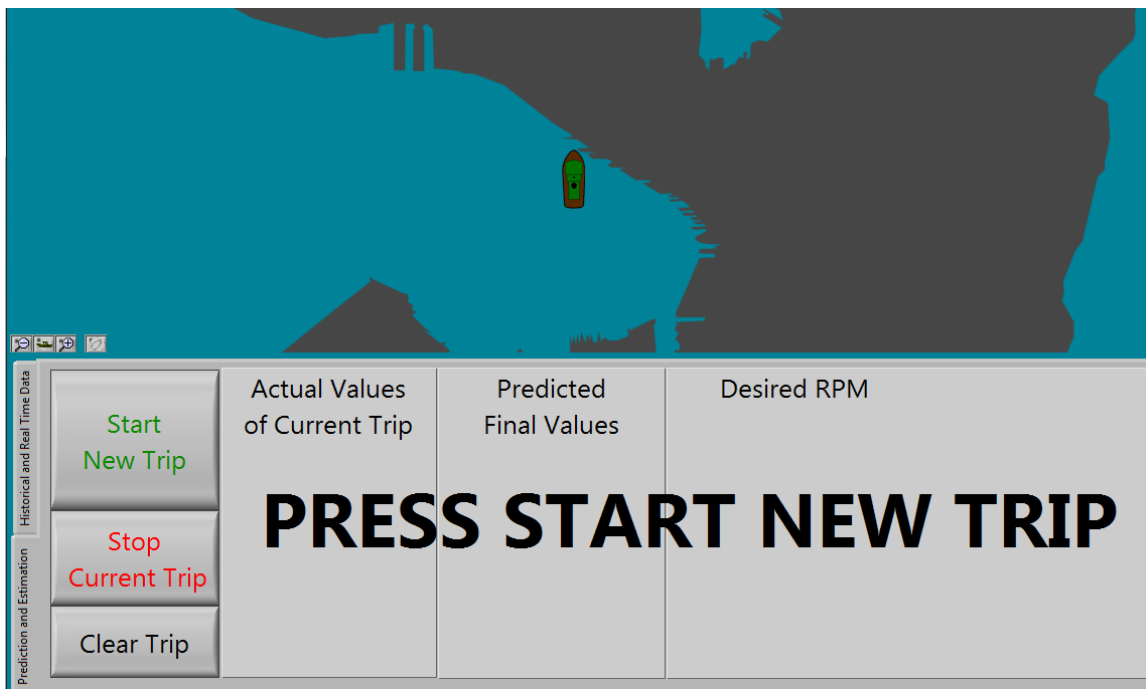 Historical and Real Time Data
Prediction and Estimation
Start
New Trip
Stop
Current Trip
Clear Trip
Actual Values
of Current Trip
Predicted
Final Values
Desired RPM
PRESS START NEW TRIP